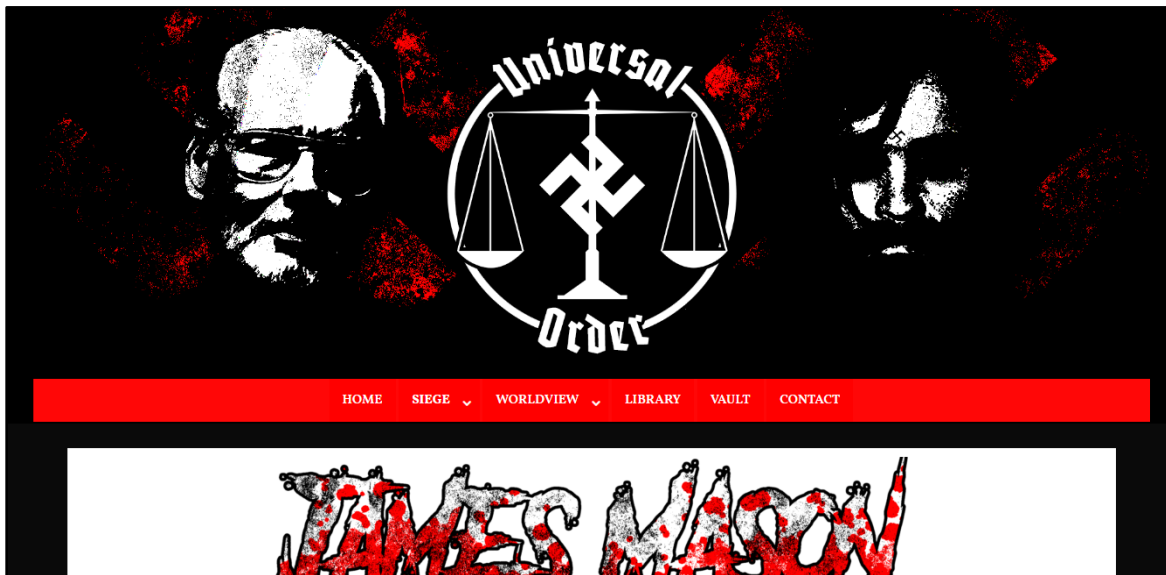 Universal
Order
HOME SIEGE WORLDVIEW LIBRARY VAULT CONTACT
JAMES MASON